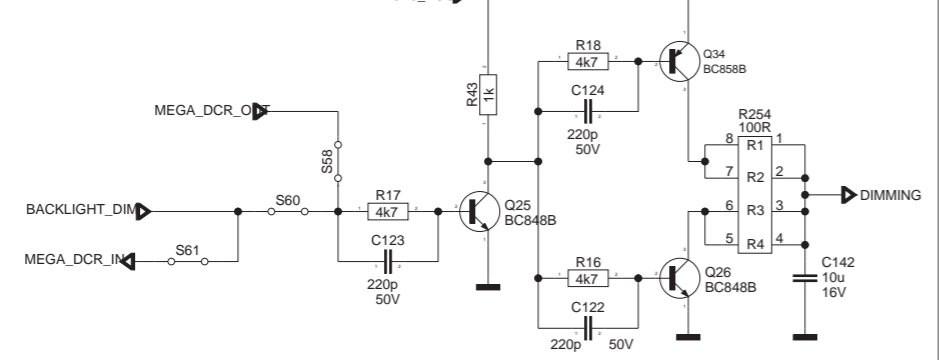 R18
4k7
C124
220p
50V
Q34
BC858B
R43
1k
MEGA_DCR_OUT
S58
R254
100R
8 R1 1
7 R2 2
6 R3 3
5 R4 4
DIMMING
BACKLIGHT_DIM
S60
R17
4k7
Q25
BC848B
MEGA_DCR_IN
S61
C123
220p
50V
R16
4k7
Q26
BC848B
C122
220p 50V
C142
10u
16V